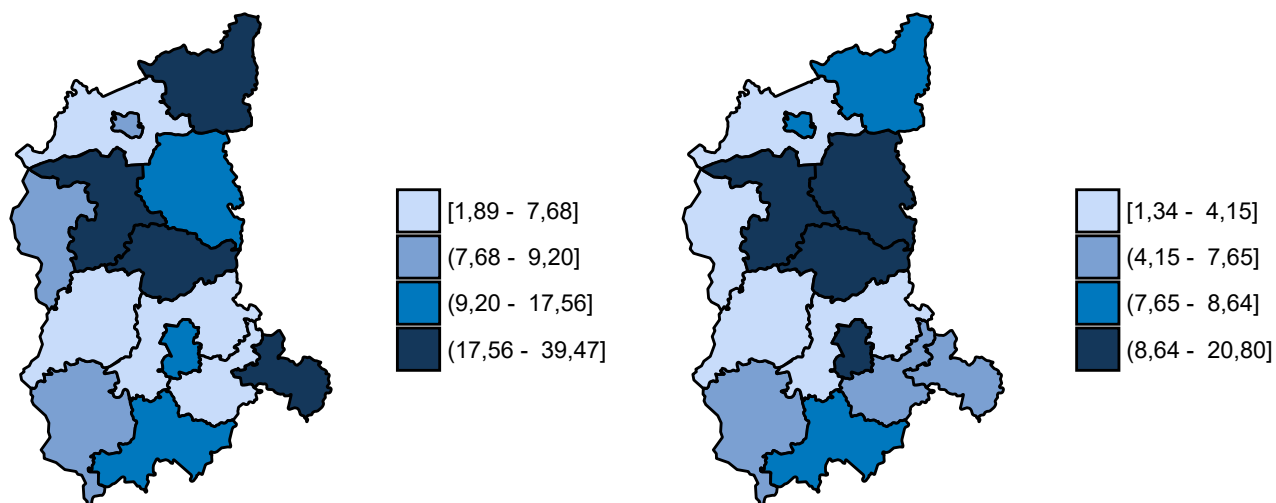 [1,89 - 7,68]
(7,68 - 9,20]
(9,20 - 17,56]
(17,56 - 39,47]
[1,34 - 4,15]
(4,15 - 7,65]
(7,65 - 8,64]
(8,64 - 20,80]